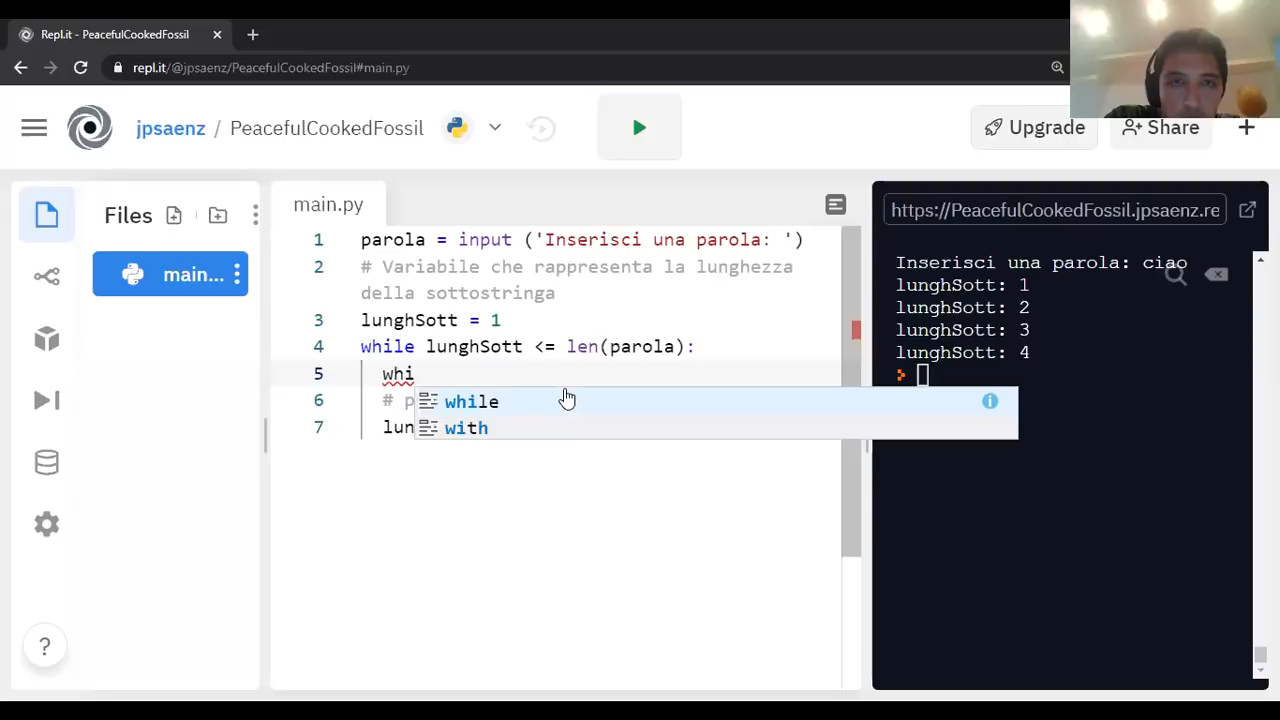 Repl.it - PeacefulCookedFossil
repl.it/@jpsaenz/PeacefulCookedFossil#main.py
jpsaenz / PeacefulCookedFossil
Upgrade
Share
Files
main...
main.py
1 parola = input ('Inserisci una parola: ')
2 # Variabile che rappresenta la lunghezza
della sottostringa
3 lunghSott = 1
4 while lunghSott <= len(parola):
5 whi
6 # p
7 lun
while
with
https://PeacefulCookedFossil.jpsaenz.re
Inserisci una parola: ciao
lunghSott: 1
lunghSott: 2
lunghSott: 3
lunghSott: 4
>
?